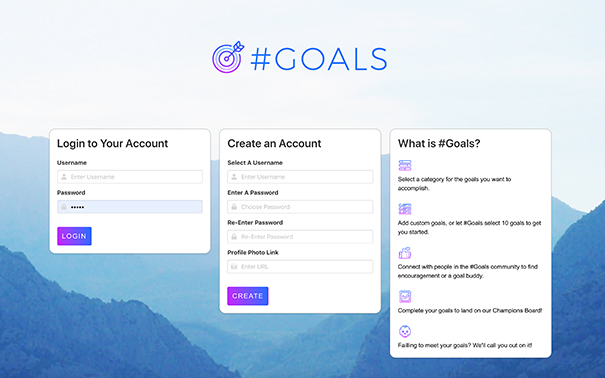 #GOALS
Login to Your Account
Username
Enter Username
Password
•••••
LOGIN
Create an Account
Select A Username
Enter Username
Enter A Password
Choose Password
Re-Enter Password
Re-Enter Password
Profile Photo Link
Enter URL
CREATE
What is #Goals?
Select a category for the goals you want to
accomplish.
Add custom goals, or let #Goals select 10 goals to get
you started.
Connect with people in the #Goals community to find
encouragement or a goal buddy.
Complete your goals to land on our Champions Board!
Failling to meet your goals? We'll call you out on it!